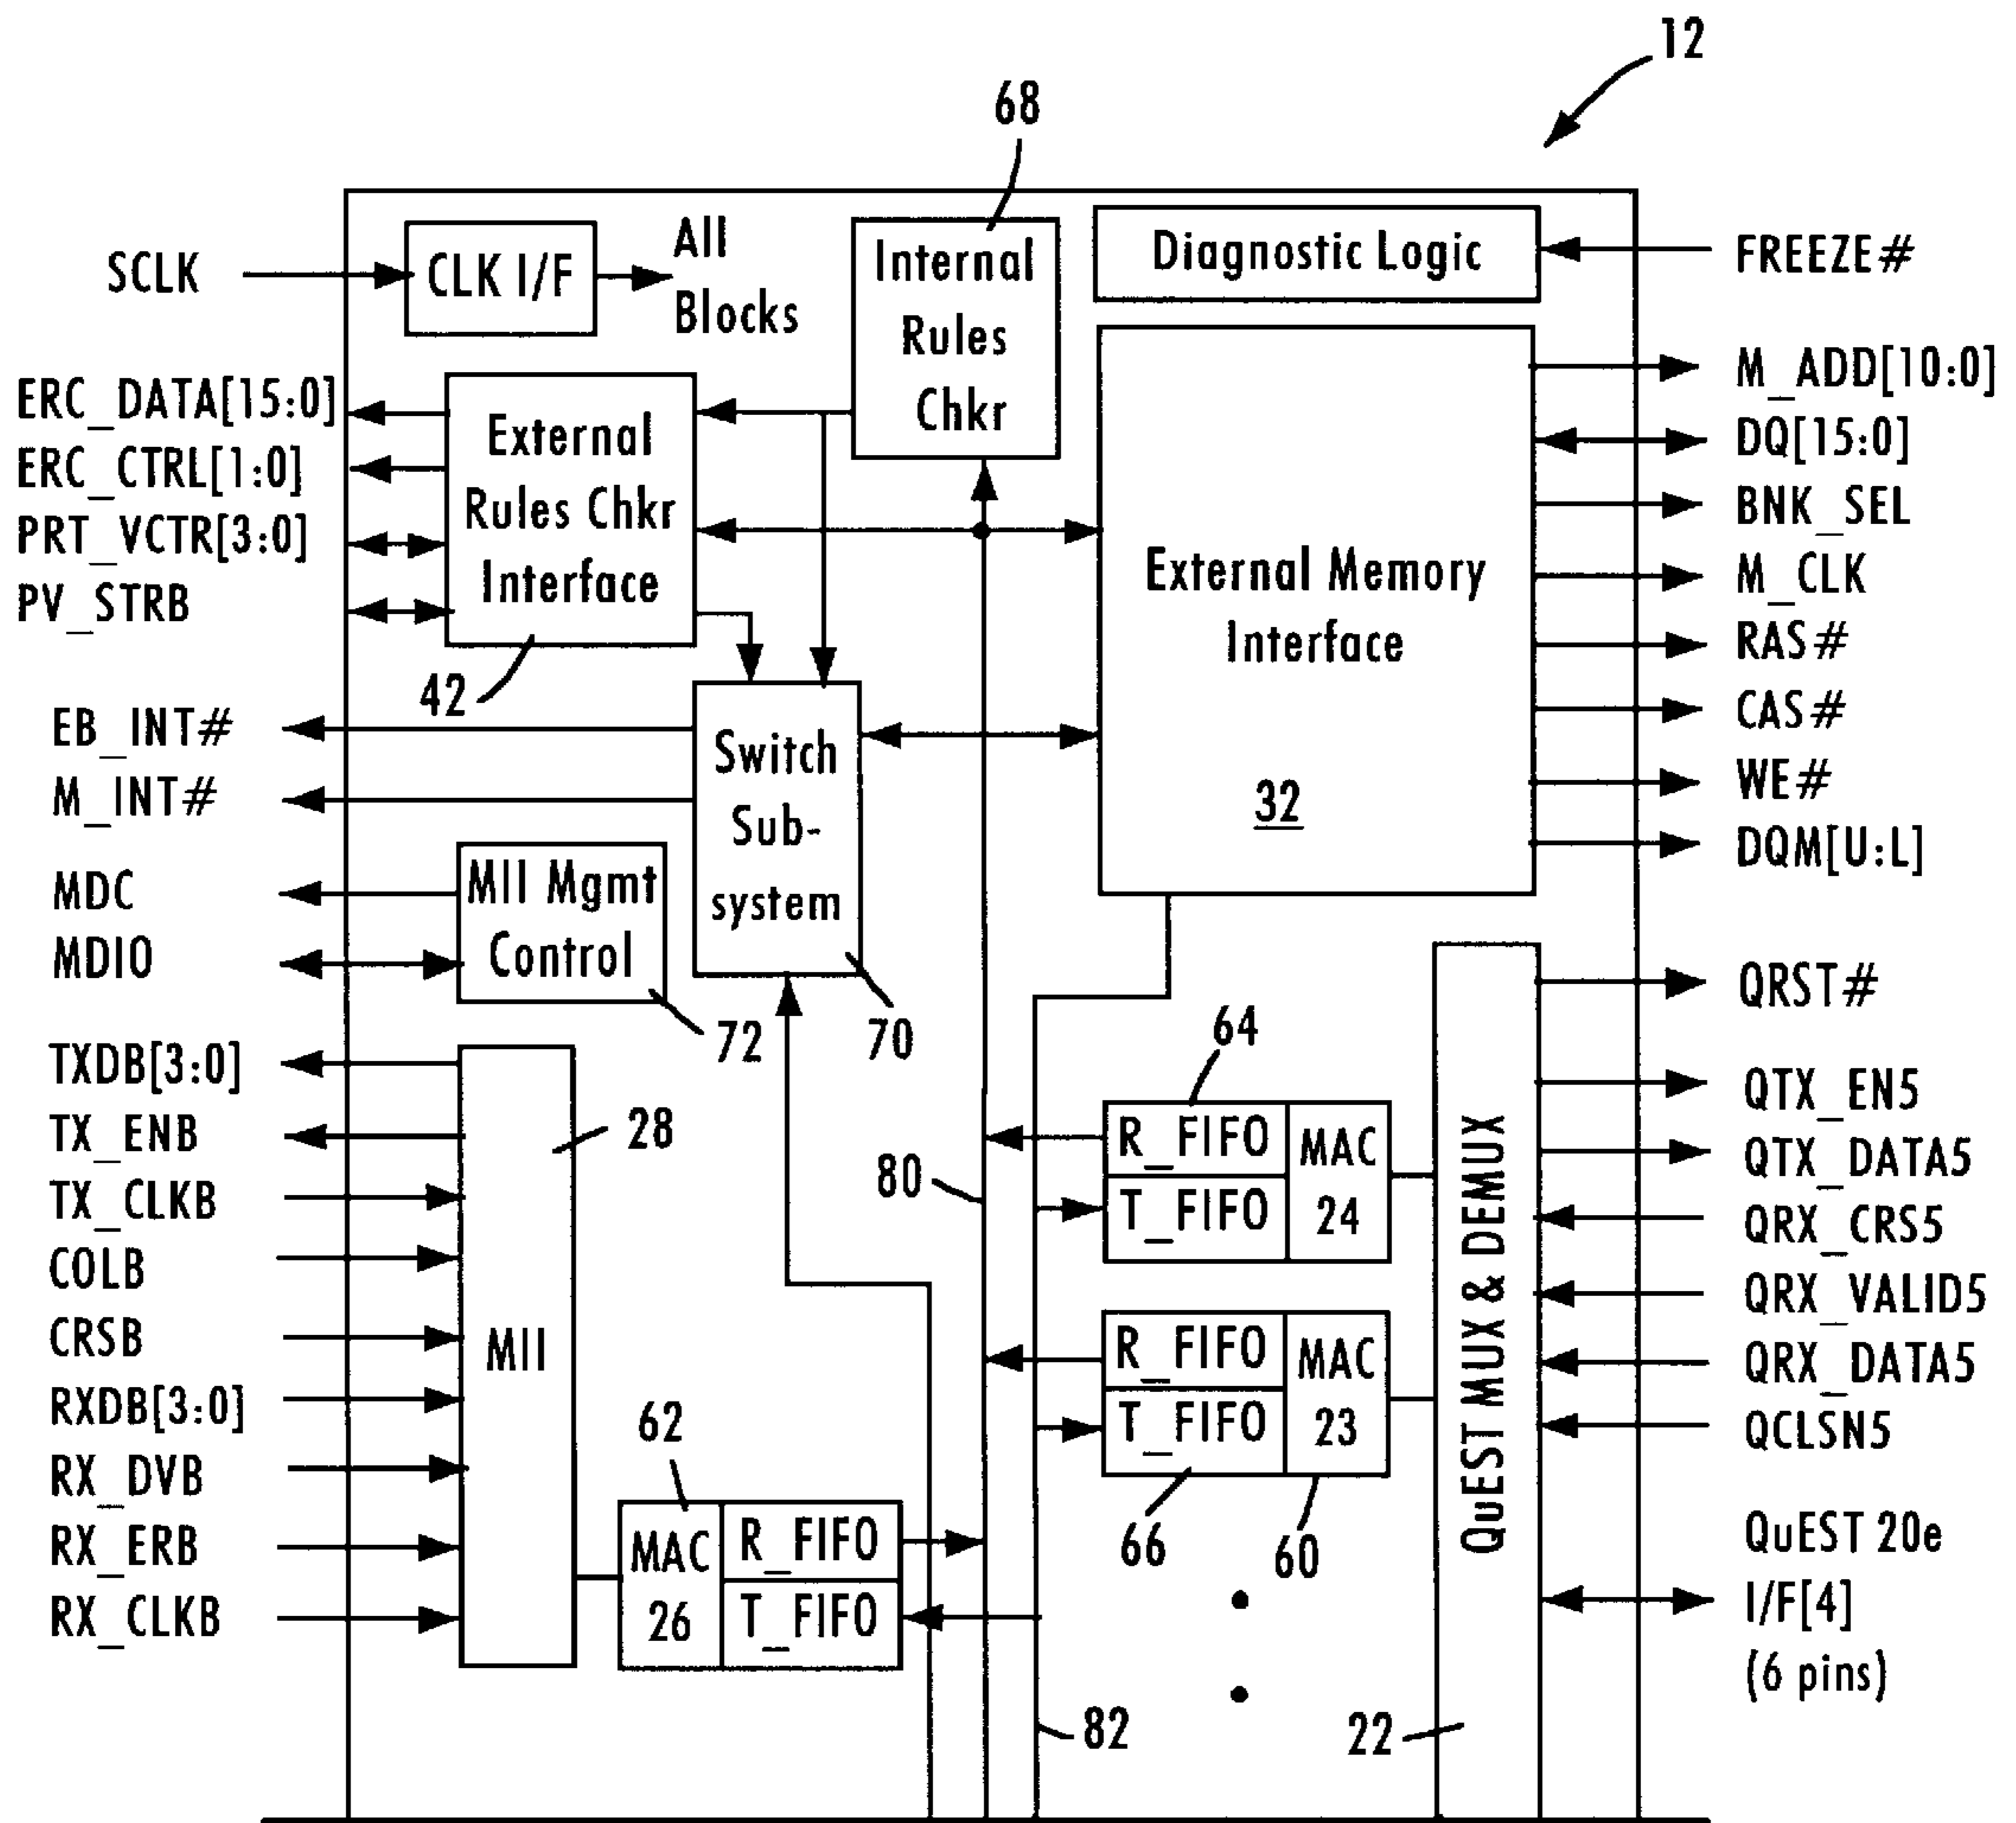 12
68
SCLK
CLK I/F
All
Blocks
Internal
Rules
Chkr
Diagnostic Logic
FREEZE#
ERC_DATA[15:0]
ERC_CTRL[1:0]
PRT_VCTR[3:0]
PV_STRB
External
Rules Chkr
Interface
42
External Memory
Interface
32
M_ADD[10:0]
DQ[15:0]
BNK_SEL
M_CLK
RAS#
CAS#
WE#
DQM[U:L]
EB_INT#
M_INT#
Switch
Sub-
system
70
MDC
MDIO
MII Mgmt
Control
72
TXDB[3:0]
TX_ENB
TX_CLKB
COLB
CRSB
RXDB[3:0]
RX_DVB
RX_ERB
RX_CLKB
MII
28
62
MAC
26
R_FIFO
T_FIFO
80
82
64
R_FIFO
T_FIFO
MAC
24
R_FIFO
T_FIFO
MAC
23
66
60
QuEST MUX & DEMUX
22
QRST#
QTX_EN5
QTX_DATA5
QRX_CRS5
QRX_VALID5
QRX_DATA5
QCLSN5
QuEST 20e
I/F[4]
(6 pins)